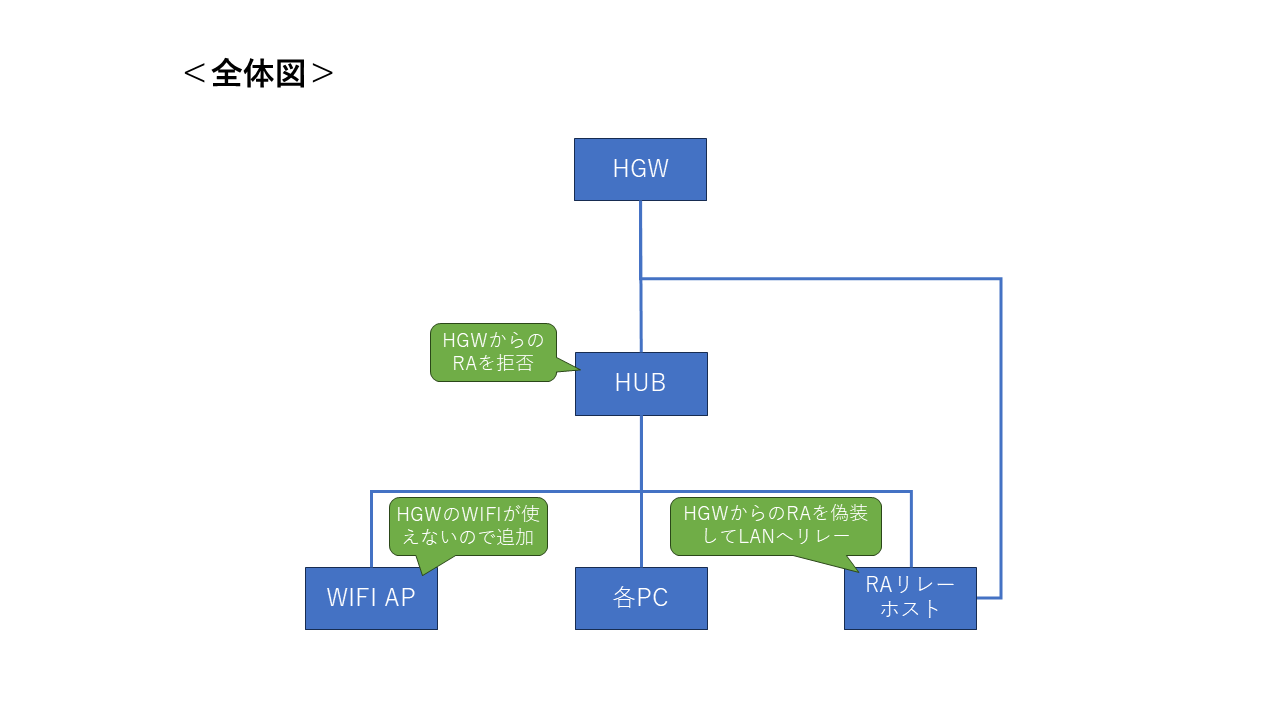 ＜全体図＞
HGW
HGWからの
RAを拒否
HUB
HGWのWIFIが使
えないので追加
HGWからのRAを偽装
してLANへリレー
WIFI AP
各PC
RAリレー
ホスト